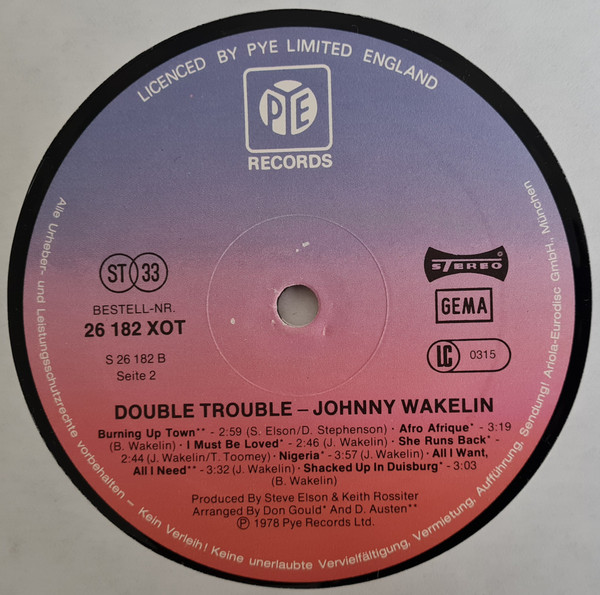 LICENCED BY PYE LIMITED ENGLAND
PYE
RECORDS
ST 33
STEREO
BESTELL-NR.
26 182 XOT
GEMA
S 26 182 B
Seite 2
LC 0315
DOUBLE TROUBLE – JOHNNY WAKELIN
Burning Up Town** - 2:59 (S. Elson/D. Stephenson) · Afro Afrique* - 3:19
(B. Wakelin) · I Must Be Loved* - 2:46 (J. Wakelin) · She Runs Back* -
2:44 (J. Wakelin/T. Toomey) · Nigeria* - 3:57 (J. Wakelin) · All I Want,
All I Need** - 3:32 (J. Wakelin) · Shacked Up In Duisburg* - 3:03
(B. Wakelin)
Produced By Steve Elson & Keith Rossiter
Arranged By Don Gould* And D. Austen**
Ⓟ 1978 Pye Records Ltd.
Alle Urheber- und Leistungsschutzrechte vorbehalten – Kein Verleih! Keine unerlaubte Vervielfältigung, Vermietung, Aufführung, Sendung! Ariola-Eurodisc GmbH., München